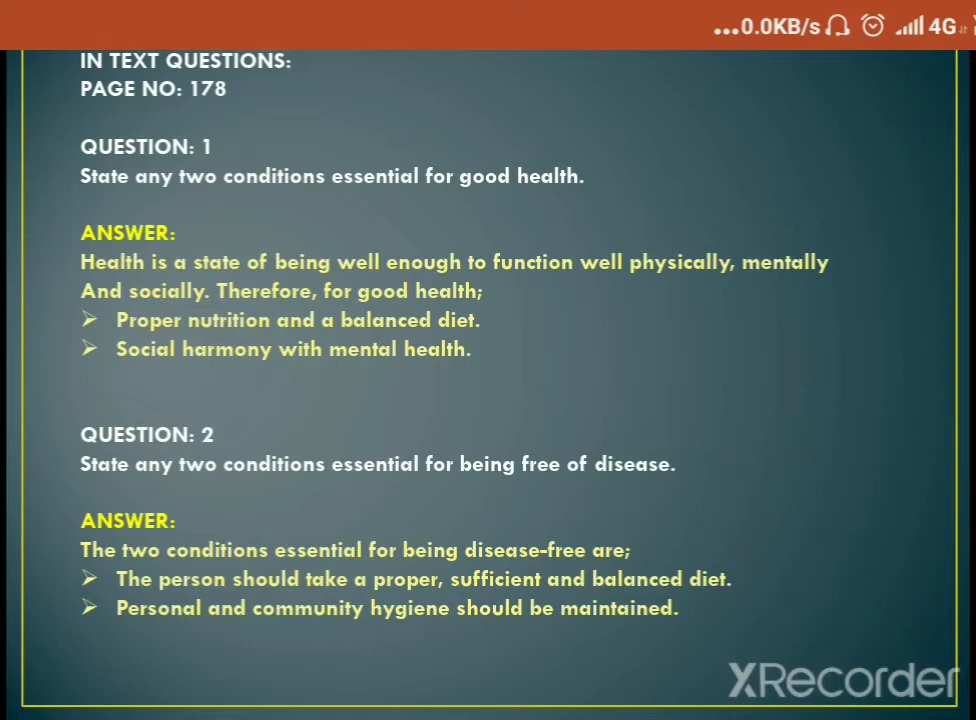 ...0.0KB/s 4G
IN TEXT QUESTIONS:
PAGE NO: 178
QUESTION: 1
State any two conditions essential for good health.
ANSWER:
Health is a state of being well enough to function well physically, mentally
And socially. Therefore, for good health;
➢ Proper nutrition and a balanced diet.
➢ Social harmony with mental health.
QUESTION: 2
State any two conditions essential for being free of disease.
ANSWER:
The two conditions essential for being disease-free are;
➢ The person should take a proper, sufficient and balanced diet.
➢ Personal and community hygiene should be maintained.
XRecorder